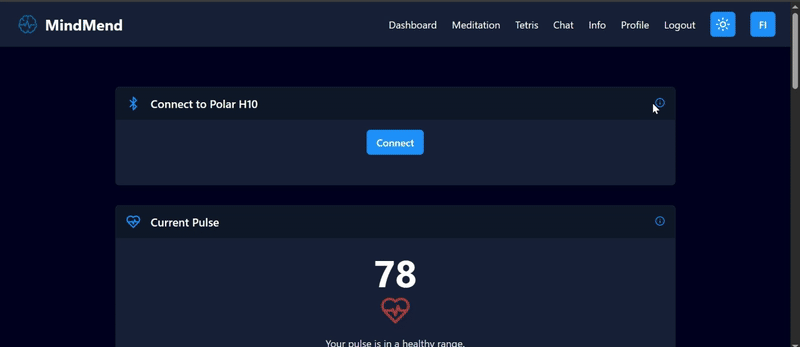 MindMend
Dashboard Meditation Tetris Chat Info Profile Logout FI
Connect to Polar H10
Connect
Current Pulse
78
Your pulse is in a healthy range.